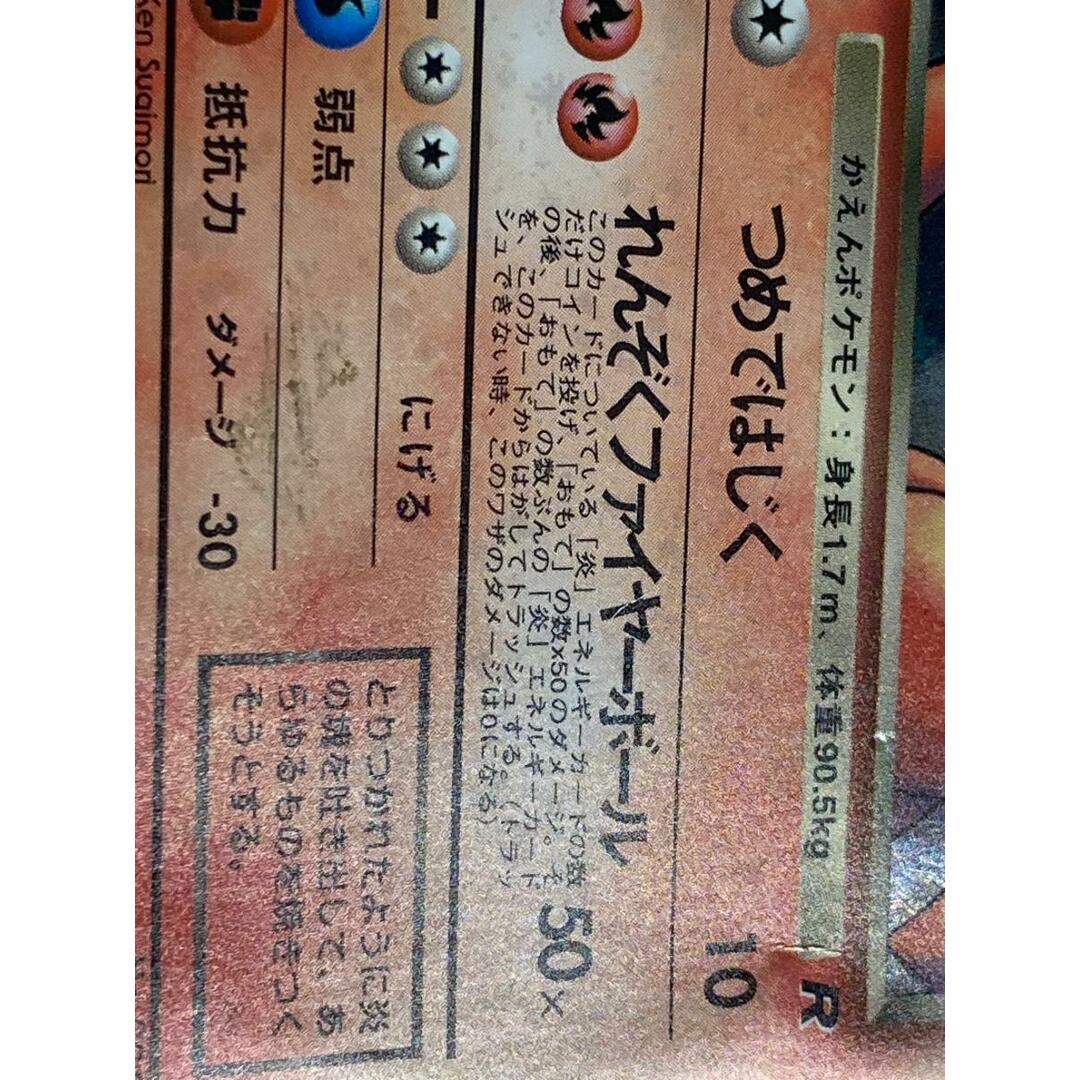 かえんポケモン：身長1.7m、体重90.5kg
R
つめではじく 10
れんぞくファイヤーボール 50×
このカードについている「炎」エネルギーカードの数
だけコインを投げ、「おもて」の数x50のダメージ。そ
の後、「おもて」の数ぶんの「炎」エネルギーカード
を、このカードからはがしてトラッシュする。（トラッ
シュできない時、このワザのダメージは0になる）
にげる
弱点
抵抗力 ダメージ -30
とりつかれたように炎
の塊を吐き出して、あ
らゆるものを焼きつく
そうとする。
Ken Sugimori